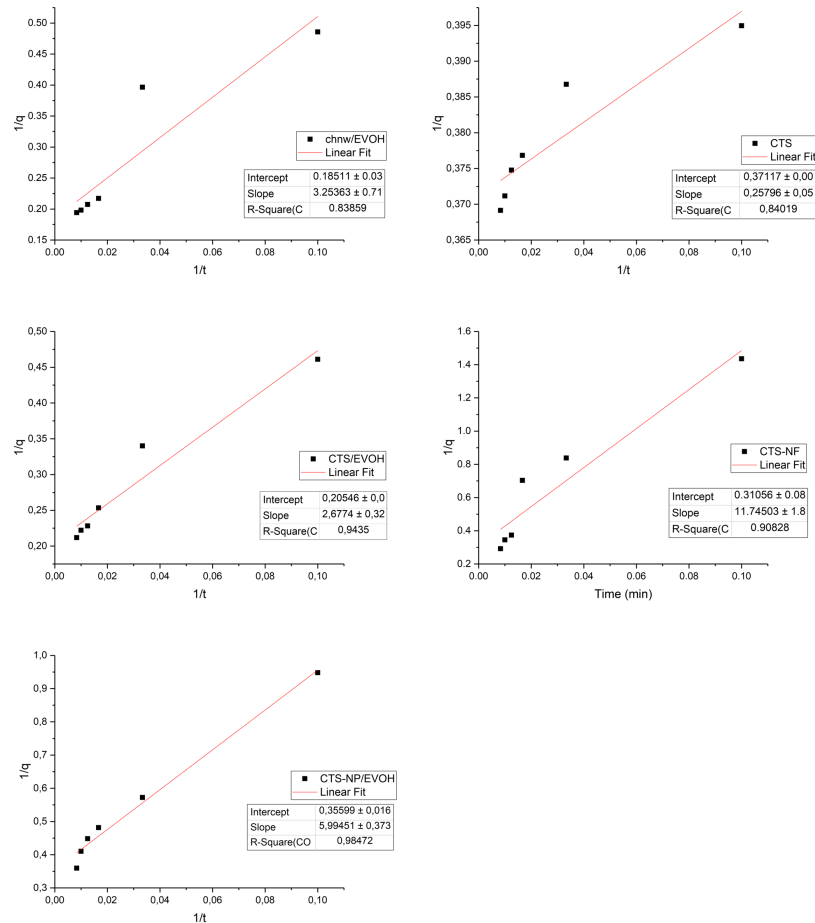 0.50
0.45
0.40
0.35
0.30
0.25
0.20
0.15
1/q
chnw/EVOH
Linear Fit
Intercept 0.18511 ± 0.03
Slope 3.25363 ± 0.71
R-Square(C 0.83859
0.00 0.02 0.04 0.06 0.08 0.10
1/t
0,395
0,390
0,385
0,380
0,375
0,370
0,365
1/q
CTS
Linear Fit
Intercept 0,37117 ± 0,00
Slope 0,25796 ± 0,05
R-Square(C 0,84019
0,00 0,02 0,04 0,06 0,08 0,10
1/t
0,50
0,45
0,40
0,35
0,30
0,25
0,20
1/q
CTS/EVOH
Linear Fit
Intercept 0,20546 ± 0,0
Slope 2,6774 ± 0,32
R-Square(C 0,9435
0,00 0,02 0,04 0,06 0,08 0,10
1/t
1.6
1.4
1.2
1.0
0.8
0.6
0.4
0.2
1/q
CTS-NF
Linear Fit
Intercept 0.31056 ± 0.08
Slope 11.74503 ± 1.8
R-Square(C 0.90828
0.00 0.02 0.04 0.06 0.08 0.10
Time (min)
1,0
0,9
0,8
0,7
0,6
0,5
0,4
0,3
1/q
CTS-NP/EVOH
Linear Fit
Intercept 0,35599 ± 0,016
Slope 5,99451 ± 0,373
R-Square(CO 0,98472
0,00 0,02 0,04 0,06 0,08 0,10
1/t